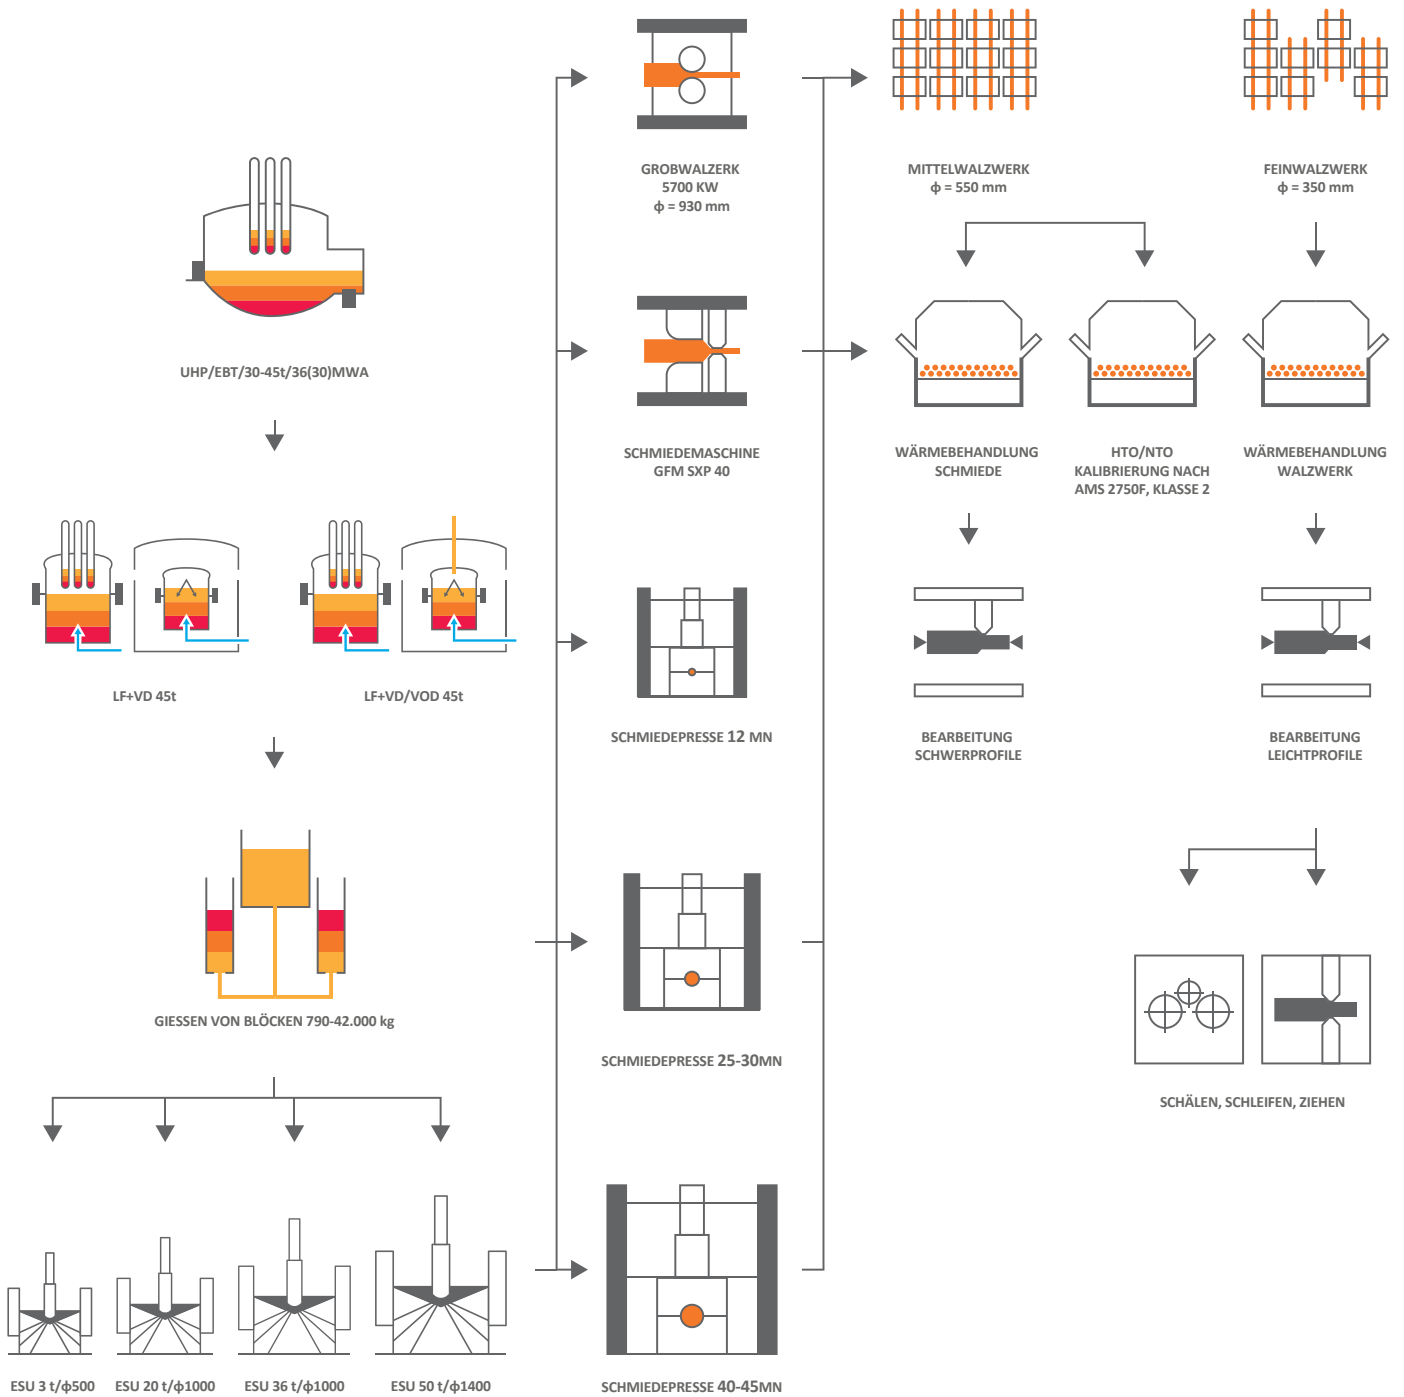 UHP/EBT/30-45t/36(30)MWA
LF+VD 45t
LF+VD/VOD 45t
GIESSEN VON BLÖCKEN 790-42.000 kg
ESU 3 t/ϕ500
ESU 20 t/ϕ1000
ESU 36 t/ϕ1000
ESU 50 t/ϕ1400
GROBWALZERK
5700 KW
ϕ = 930 mm
SCHMIEDEMASCHINE
GFM SXP 40
SCHMIEDEPRESSE 12 MN
SCHMIEDEPRESSE 25-30MN
SCHMIEDEPRESSE 40-45MN
MITTELWALZWERK
ϕ = 550 mm
FEINWALZWERK
ϕ = 350 mm
WÄRMEBEHANDLUNG
SCHMIEDE
HTO/NTO
KALIBRIERUNG NACH
AMS 2750F, KLASSE 2
WÄRMEBEHANDLUNG
WALZWERK
BEARBEITUNG
SCHWERPROFILE
BEARBEITUNG
LEICHTPROFILE
SCHÄLEN, SCHLEIFEN, ZIEHEN